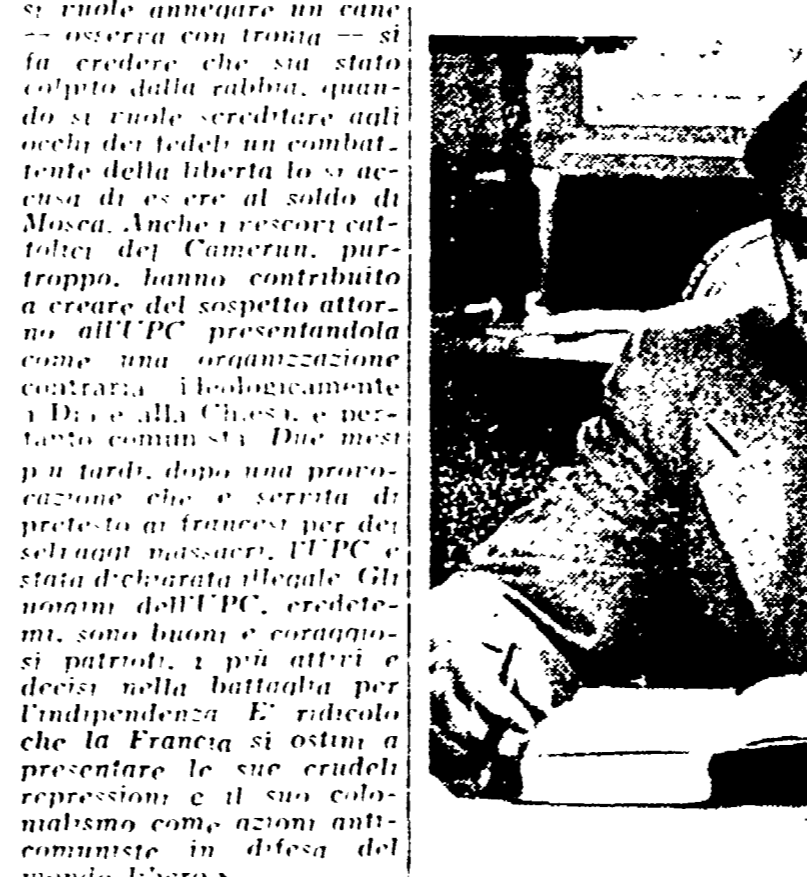 si vuole annegare un cane
— osserva con ironia — si
fa credere che sia stato
colpito dalla rabbia, quan-
do si vuole screditare agli
occhi dei fedeli un combat-
tente della libertà lo si ac-
cusa di essere al soldo di
Mosca. Anche i vescovi cat-
tolici del Camerun, pur-
troppo, hanno contribuito
a creare del sospetto attor-
no all'UPC presentandola
come una organizzazione
contraria ideologicamente
a Dio e alla Chiesa, e per-
tanto comunista. Due mesi
più tardi, dopo una provo-
cazione che è servita di
pretesto ai francesi per dei
selvaggi massacri, l'UPC è
stata dichiarata illegale. Gli
uomini dell'UPC, credete-
mi, sono buoni e coraggio-
si patrioti, i più attivi e
decisi nella battaglia per
l'indipendenza. E' ridicolo
che la Francia si ostini a
presentare le sue crudeli
repressioni e il suo colo-
nialismo come azioni anti-
comuniste in difesa del
mondo libero».